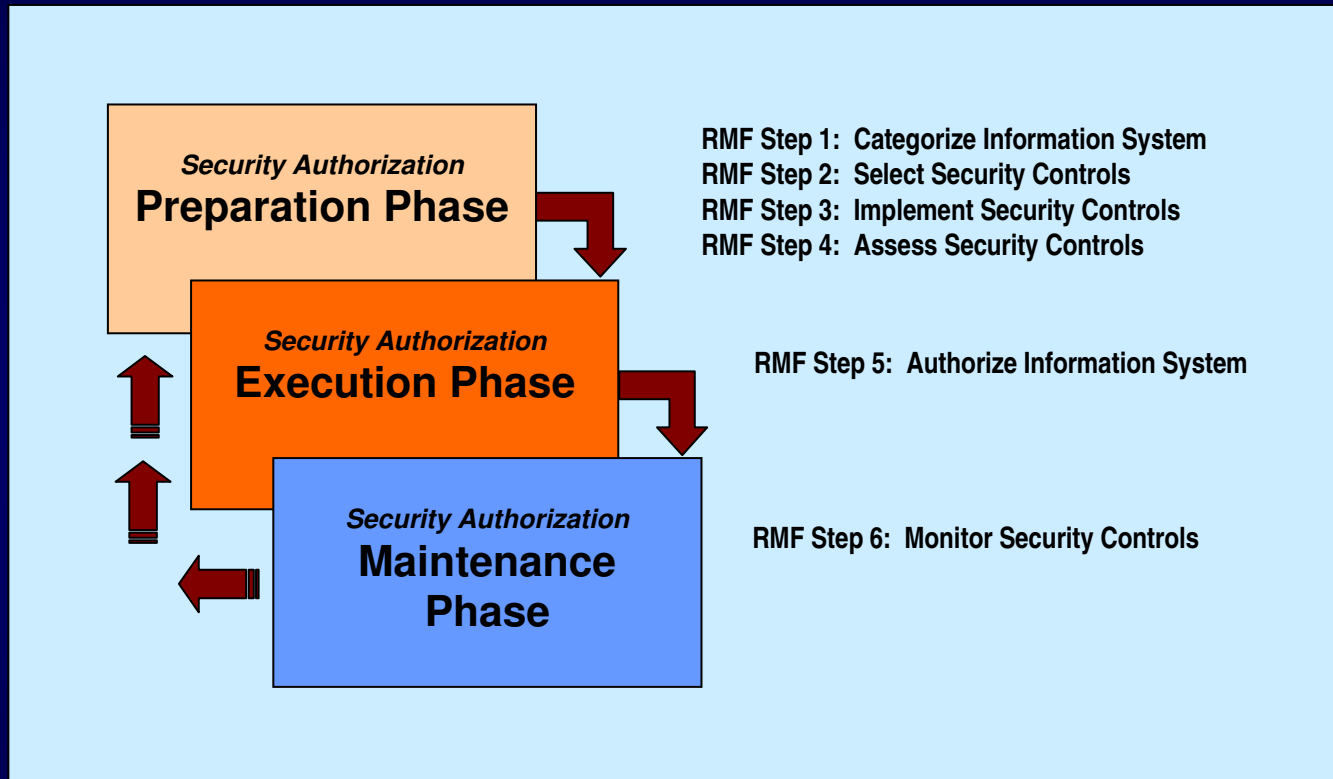 Security Authorization
Preparation Phase
RMF Step 1: Categorize Information System
RMF Step 2: Select Security Controls
RMF Step 3: Implement Security Controls
RMF Step 4: Assess Security Controls
Security Authorization
Execution Phase
RMF Step 5: Authorize Information System
Security Authorization
Maintenance
Phase
RMF Step 6: Monitor Security Controls